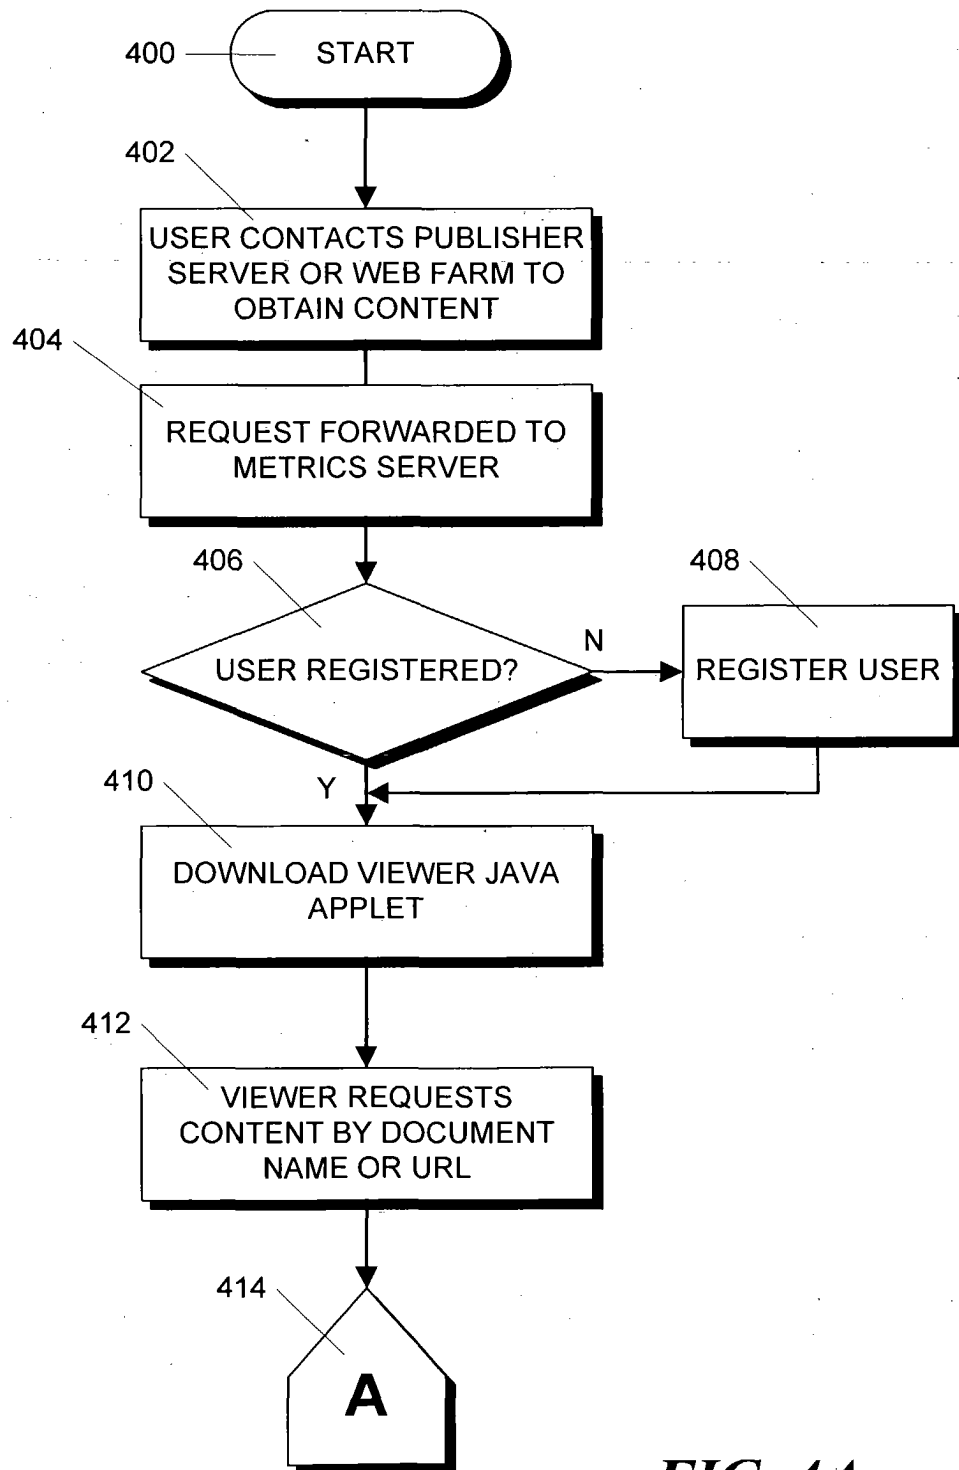 400
START
402
USER CONTACTS PUBLISHER
SERVER OR WEB FARM TO
OBTAIN CONTENT
404
REQUEST FORWARDED TO
METRICS SERVER
406
408
USER REGISTERED?
N
REGISTER USER
410
Y
DOWNLOAD VIEWER JAVA
APPLET
412
VIEWER REQUESTS
CONTENT BY DOCUMENT
NAME OR URL
414
A
FIG. 4A